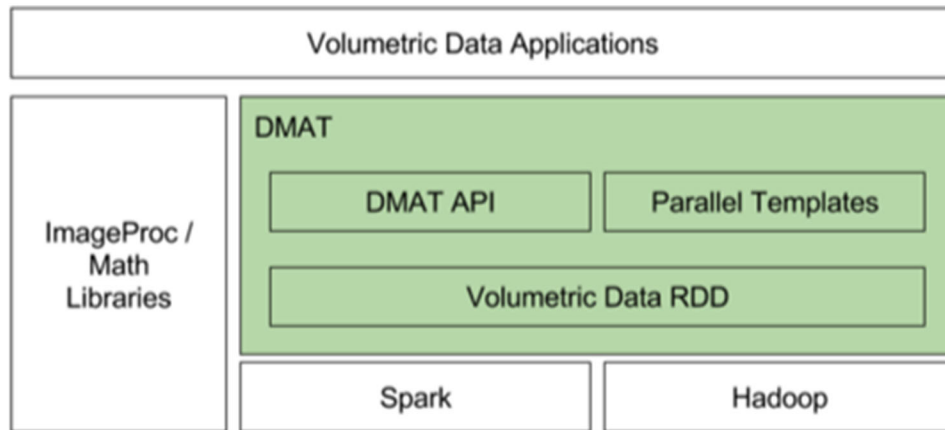 Volumetric Data Applications
ImageProc /
Math
Libraries
DMAT
DMAT API
Parallel Templates
Volumetric Data RDD
Spark
Hadoop